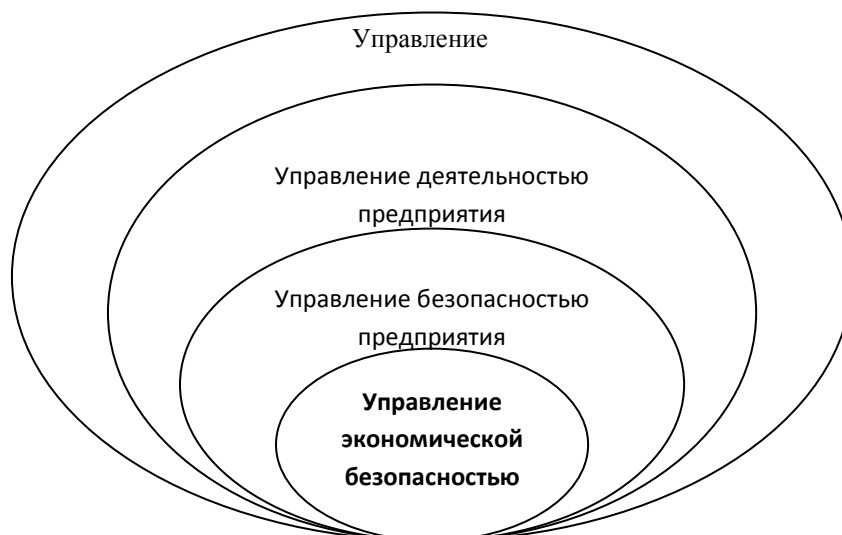 Управление
Управление деятельностью
предприятия
Управление безопасностью
предприятия
Управление
экономической
безопасностью